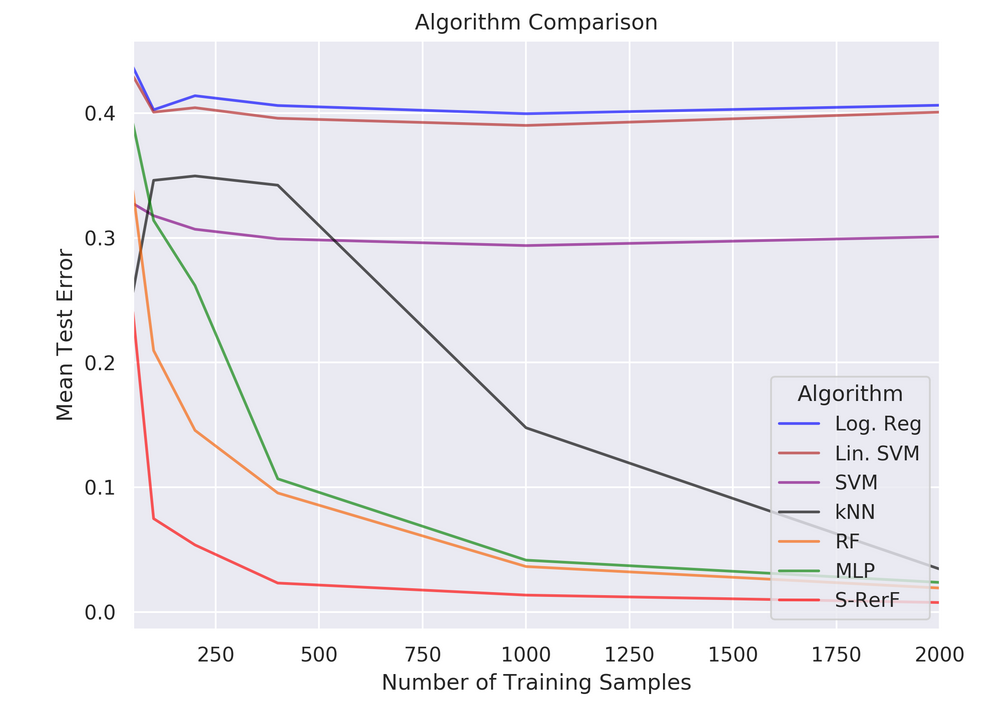 Algorithm Comparison
Mean Test Error
0.4
0.3
0.2
0.1
0.0
Algorithm
Log. Reg
Lin. SVM
SVM
kNN
RF
MLP
S-RerF
250 500 750 1000 1250 1500 1750 2000
Number of Training Samples